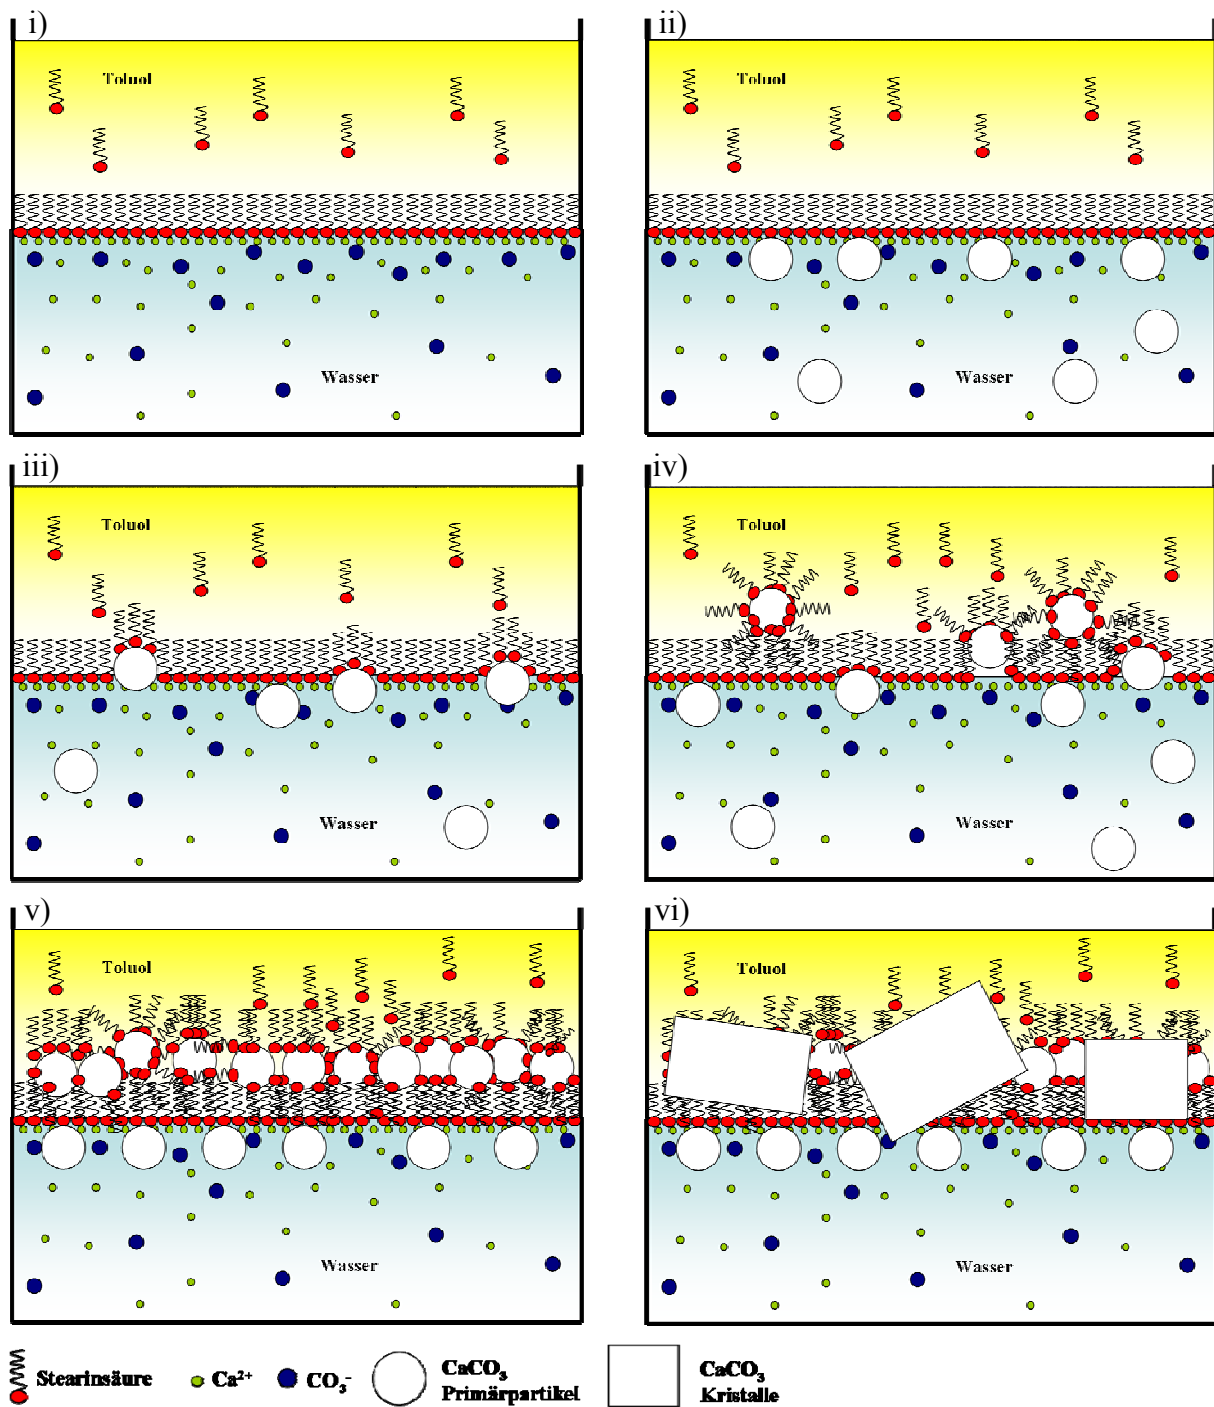 i)
ii)
Toluol
Toluol
Wasser
Wasser
iii)
iv)
Toluol
Toluol
Wasser
Wasser
v)
vi)
Toluol
Toluol
Wasser
Wasser
Stearinsäure
Ca²⁺
CO₃⁻
CaCO₃
Primärpartikel
CaCO₃
Kristalle